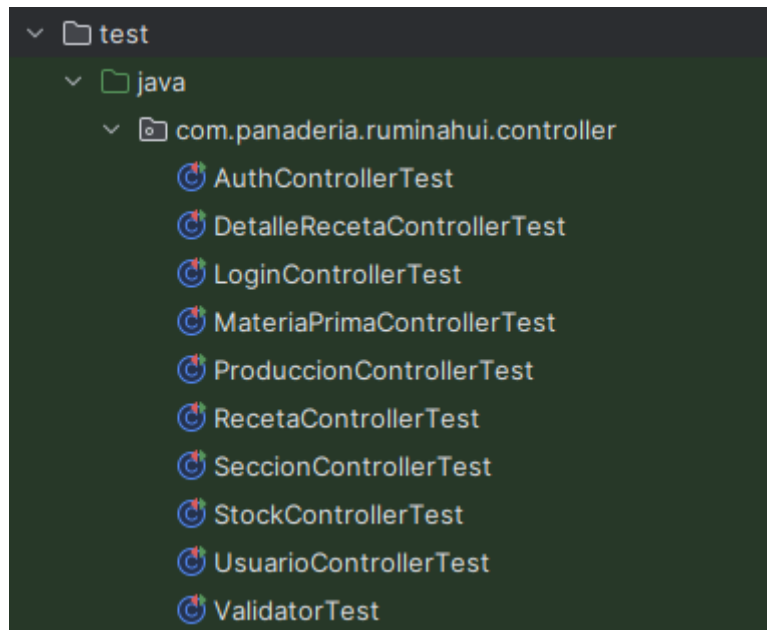 test
java
com.panaderia.ruminahui.controller
AuthControllerTest
DetalleRecetaControllerTest
LoginControllerTest
MateriaPrimaControllerTest
ProduccionControllerTest
RecetaControllerTest
SeccionControllerTest
StockControllerTest
UsuarioControllerTest
ValidatorTest